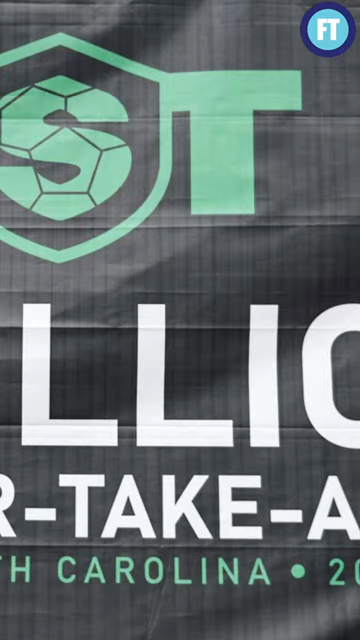 FT
ST
LLIO
R-TAKE-A
TH CAROLINA • 20